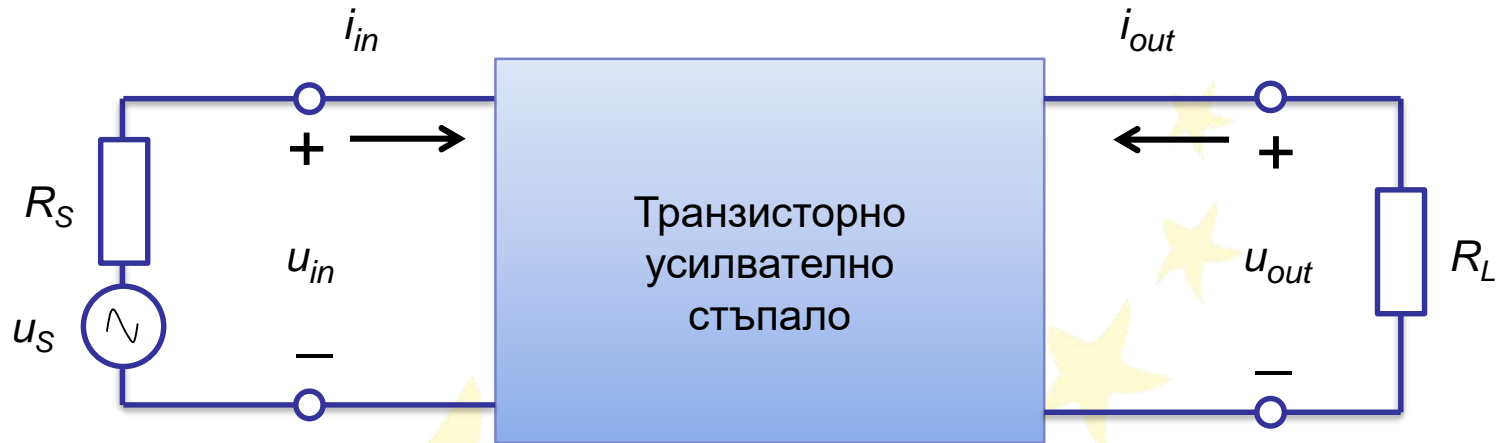 i_in
i_out
+
+
R_S
Транзисторно
усилвателно
стъпало
u_in
u_out
R_L
u_S
–
–